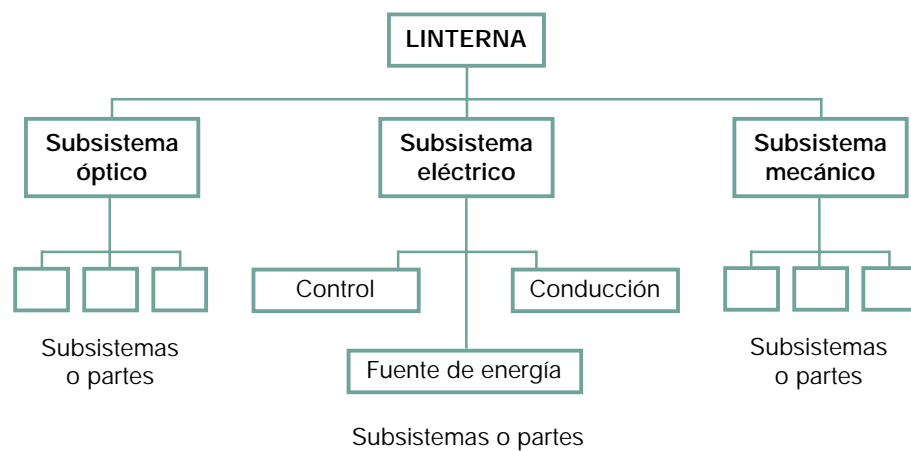 LINTERNA
Subsistema
óptico
Subsistema
eléctrico
Subsistema
mecánico
Control
Conducción
Fuente de energía
Subsistemas
o partes
Subsistemas o partes
Subsistemas
o partes